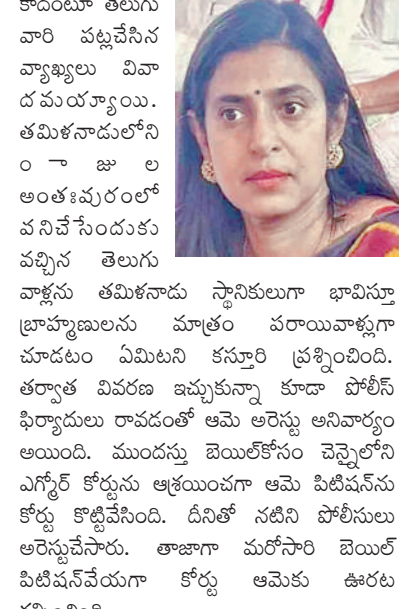 కాదంటూ తెలుగు
వారి పట్లచేసిన
వ్యాఖ్యలు వివా
దమయ్యాయి.
తమిళనాడులోని
ల
అంతఃపురంలో
పనిచేసేందుకు
వచ్చిన తెలుగు
వాళ్లను తమిళనాడు స్థానికులుగా భావిస్తూ
బ్రాహ్మణులను మాత్రం పరాయివాళ్లుగా
చూడటం ఏమిటని కస్తూరి ప్రశ్నించింది.
తర్వాత వివరణ ఇచ్చుకున్నా కూడా పోలీస్
ఫిర్యాదులు రావడంతో ఆమె అరెస్టు అనివార్యం
అయింది. ముందస్తు బెయిల్‌కోసం చెన్నైలోని
ఎగ్మోర్ కోర్టును ఆశ్రయించగా ఆమె పిటిషన్‌ను
కోర్టు కొట్టివేసింది. దీనితో నటిని పోలీసులు
అరెస్టుచేసారు. తాజాగా మరోసారి బెయిల్
పిటిషన్‌వేయగా కోర్టు ఆమెకు ఊరట